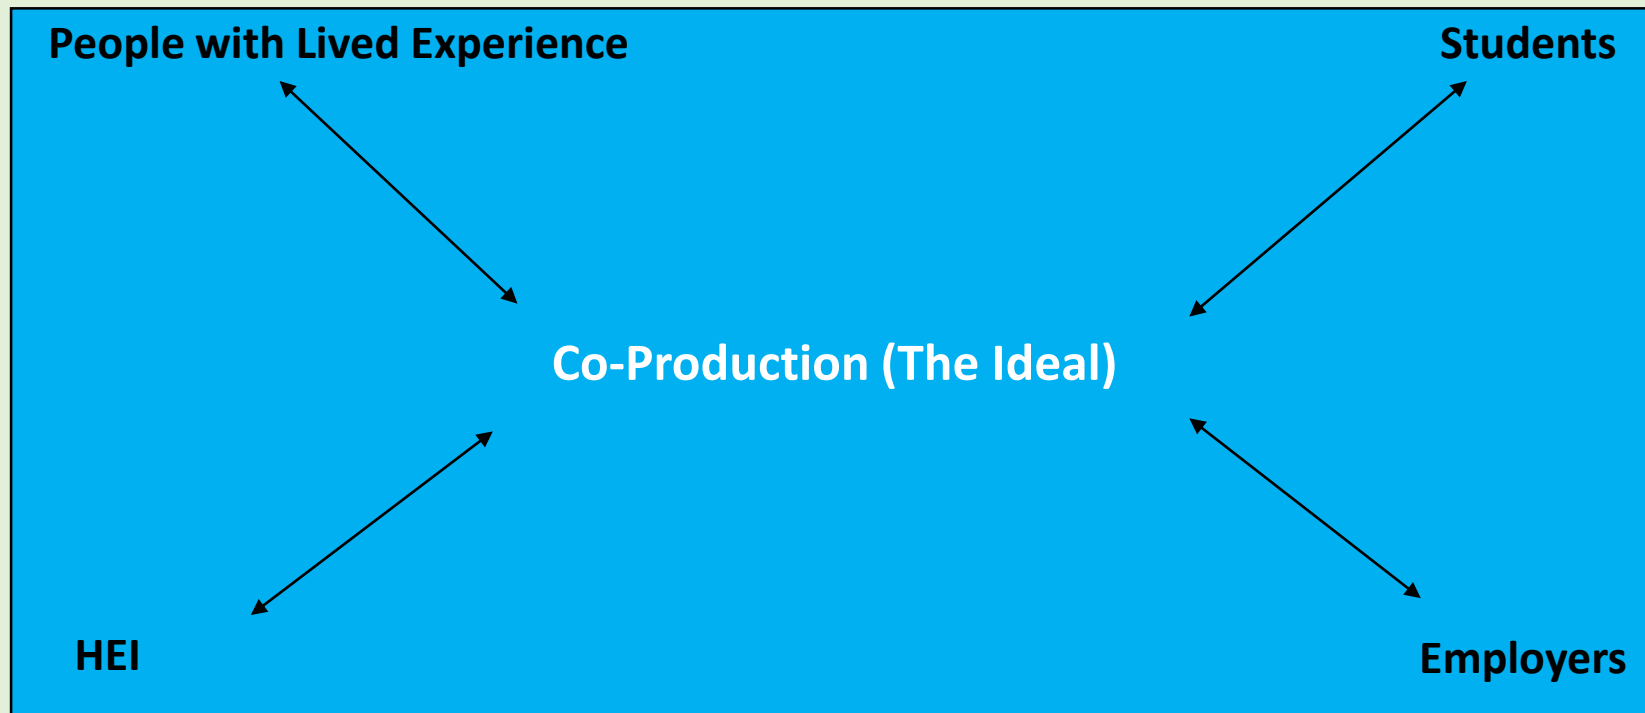 People with Lived Experience
Students
Co-Production (The Ideal)
HEI
Employers